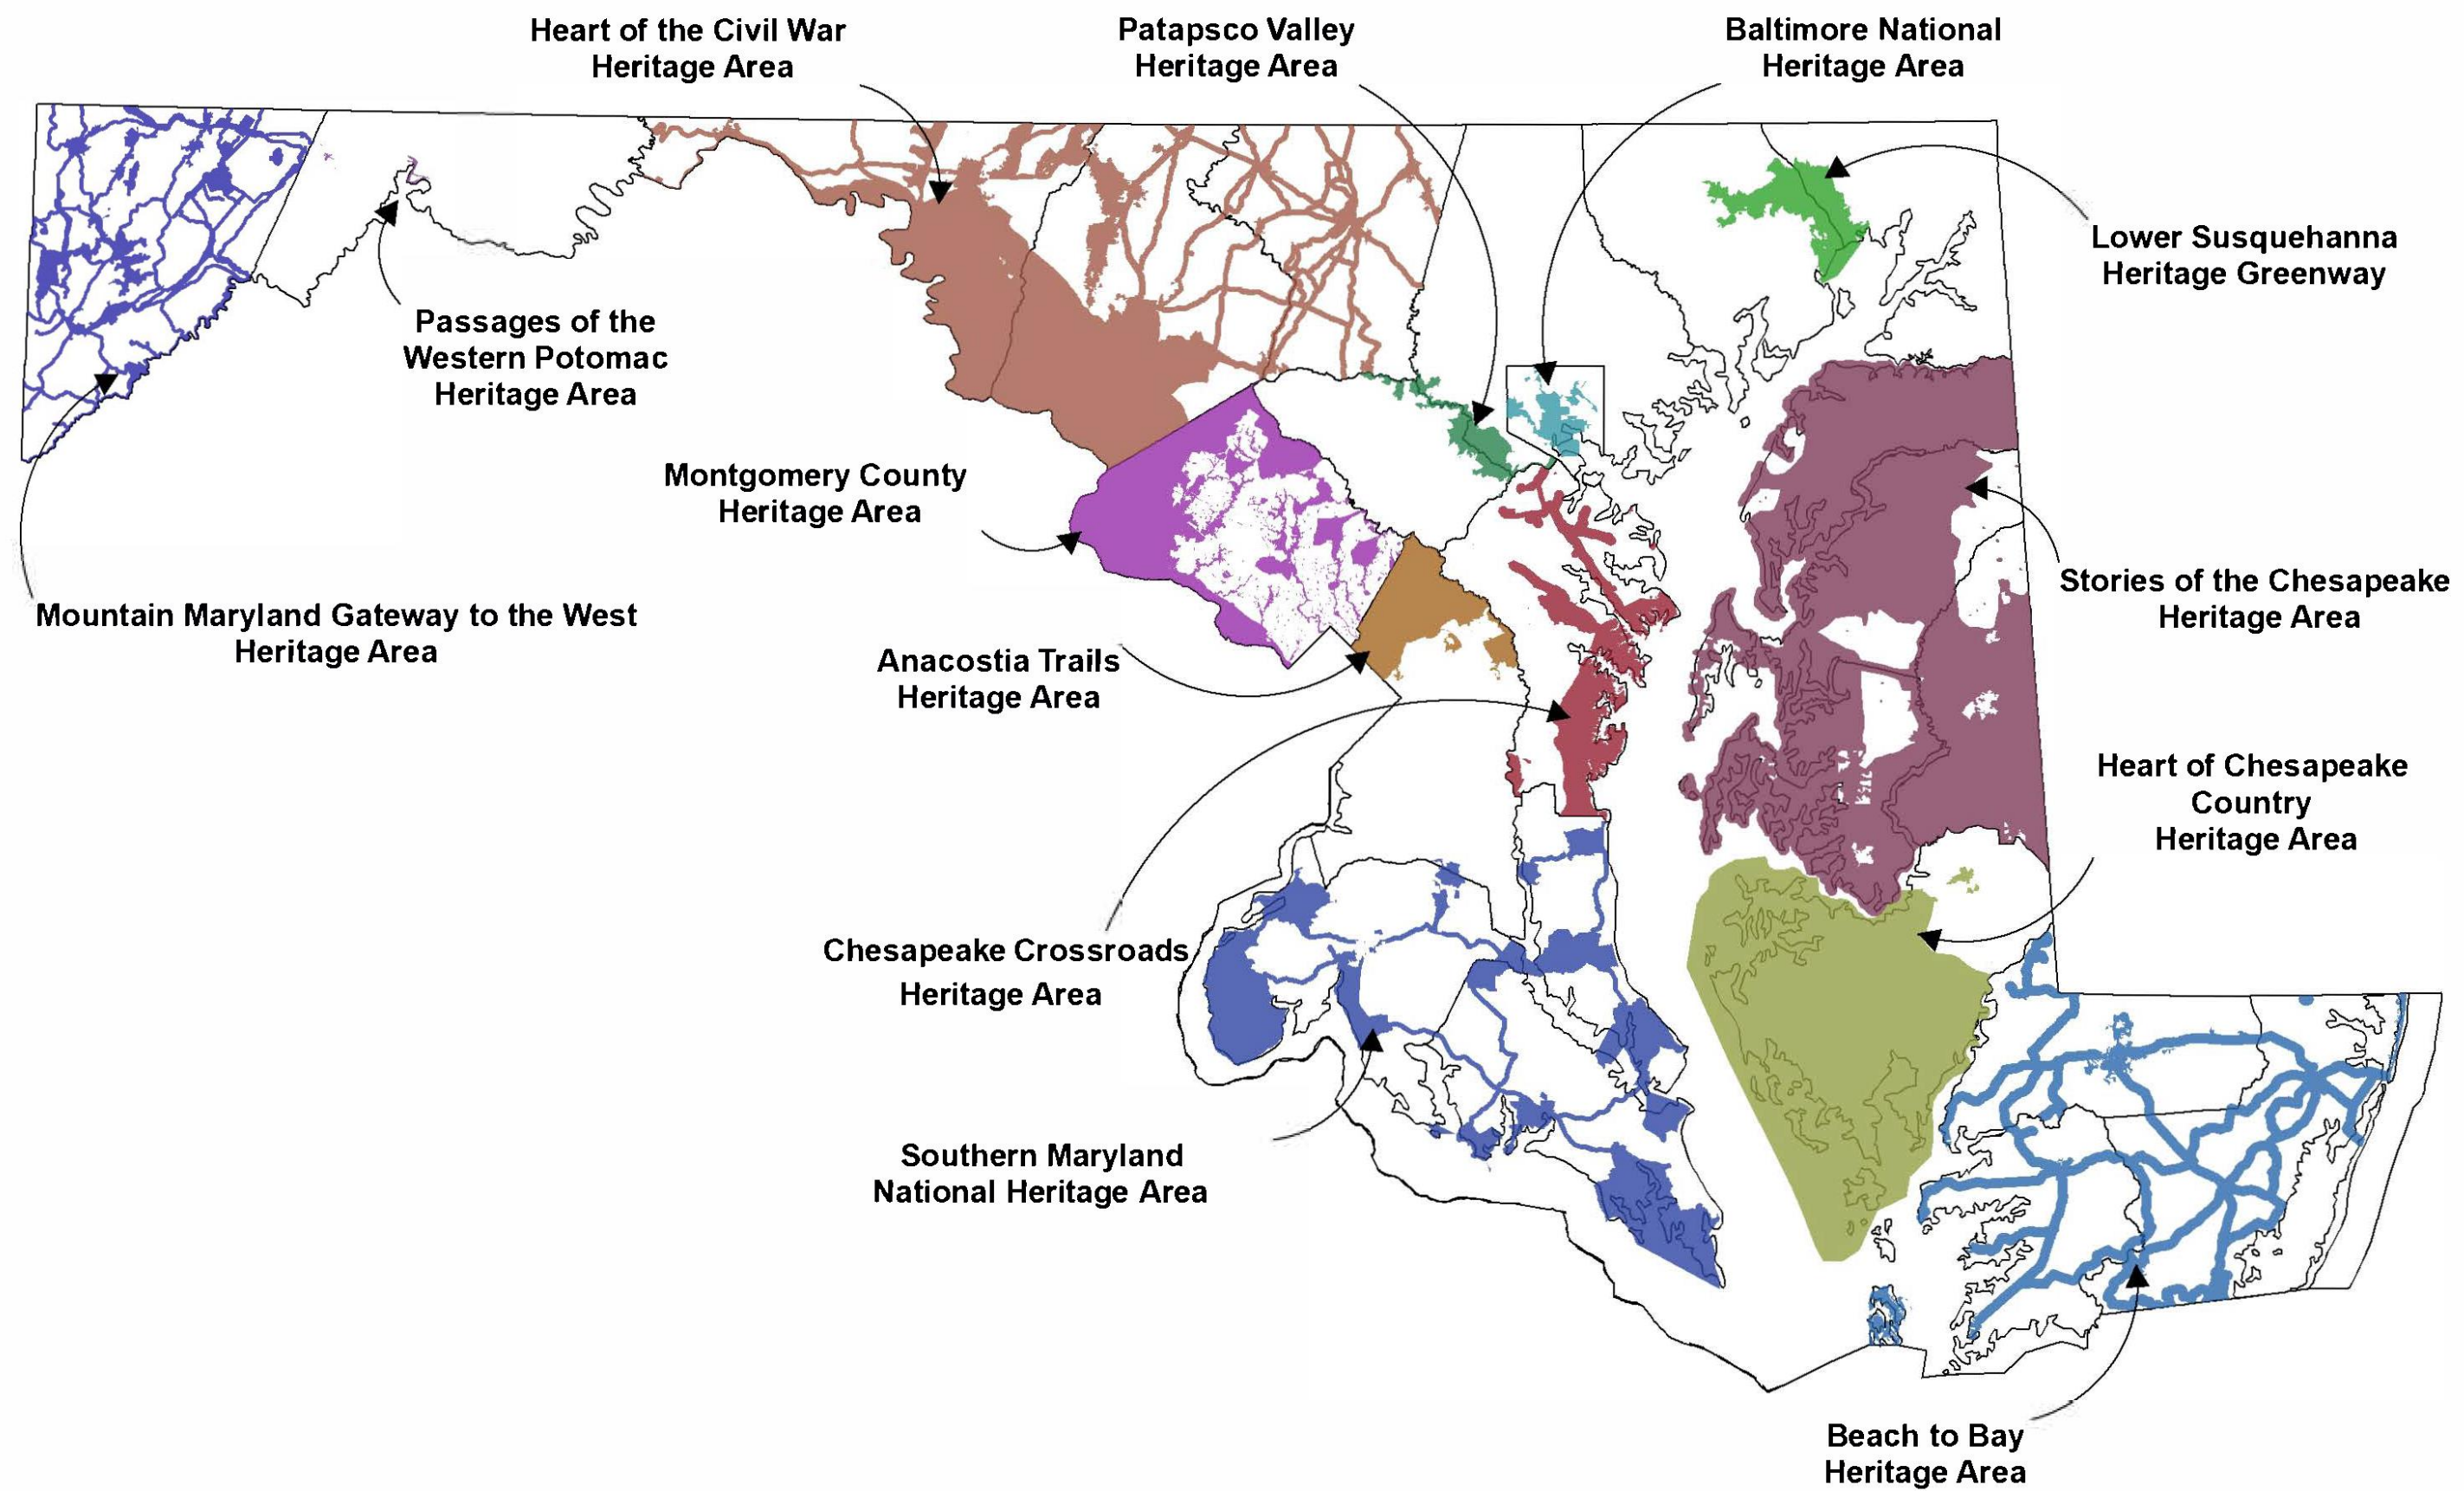 Heart of the Civil War
Heritage Area
Patapsco Valley
Heritage Area
Baltimore National
Heritage Area
Lower Susquehanna
Heritage Greenway
Passages of the
Western Potomac
Heritage Area
Montgomery County
Heritage Area
Stories of the Chesapeake
Heritage Area
Mountain Maryland Gateway to the West
Heritage Area
Anacostia Trails
Heritage Area
Heart of Chesapeake
Country
Heritage Area
Chesapeake Crossroads
Heritage Area
Southern Maryland
National Heritage Area
Beach to Bay
Heritage Area